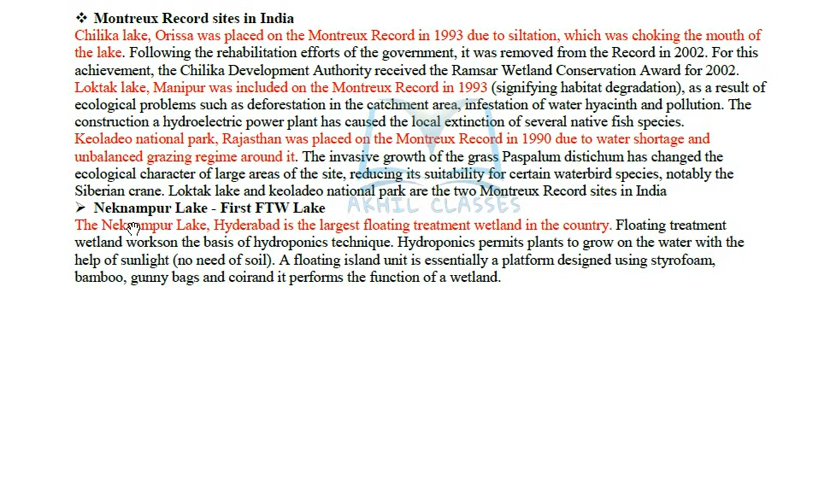 ❖ Montreux Record sites in India
Chilika lake, Orissa was placed on the Montreux Record in 1993 due to siltation, which was choking the mouth of
the lake. Following the rehabilitation efforts of the government, it was removed from the Record in 2002. For this
achievement, the Chilika Development Authority received the Ramsar Wetland Conservation Award for 2002.
Loktak lake, Manipur was included on the Montreux Record in 1993 (signifying habitat degradation), as a result of
ecological problems such as deforestation in the catchment area, infestation of water hyacinth and pollution. The
construction a hydroelectric power plant has caused the local extinction of several native fish species.
Keoladeo national park, Rajasthan was placed on the Montreux Record in 1990 due to water shortage and
unbalanced grazing regime around it. The invasive growth of the grass Paspalum distichum has changed the
ecological character of large areas of the site, reducing its suitability for certain waterbird species, notably the
Siberian crane. Loktak lake and keoladeo national park are the two Montreux Record sites in India
AKHIL CLASSES
➢ Neknampur Lake - First FTW Lake
The Neknampur Lake, Hyderabad is the largest floating treatment wetland in the country. Floating treatment
wetland workson the basis of hydroponics technique. Hydroponics permits plants to grow on the water with the
help of sunlight (no need of soil). A floating island unit is essentially a platform designed using styrofoam,
bamboo, gunny bags and coirand it performs the function of a wetland.